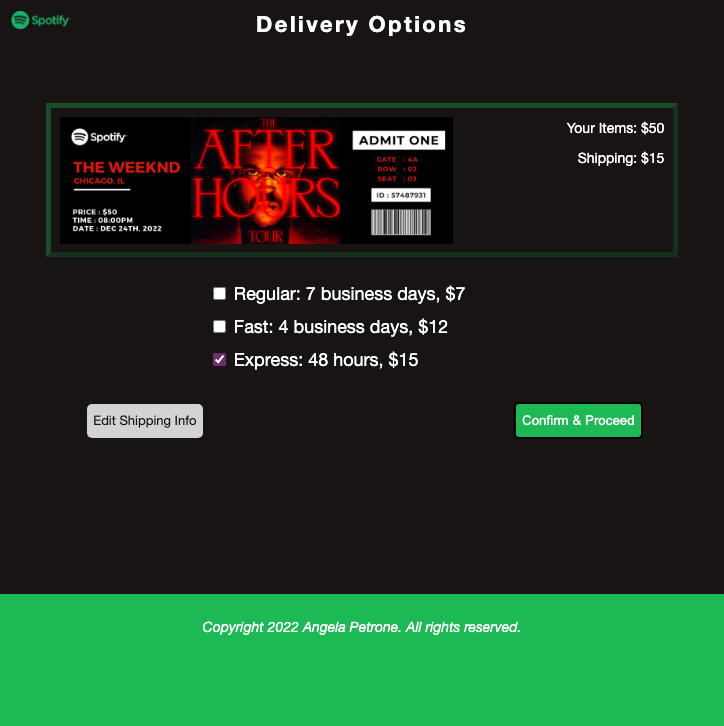 Spotify
Delivery Options
Spotify
THE WEEKND
CHICAGO, IL
PRICE : $50
TIME : 08:00PM
DATE : DEC 24TH, 2022
THE
AFTER
HOURS
TOUR
ADMIT ONE
GATE : 4A
ROW : 02
SEAT : 03
ID : 57487931
Your Items: $50
Shipping: $15
Regular: 7 business days, $7
Fast: 4 business days, $12
Express: 48 hours, $15
Edit Shipping Info
Confirm & Proceed
Copyright 2022 Angela Petrone. All rights reserved.